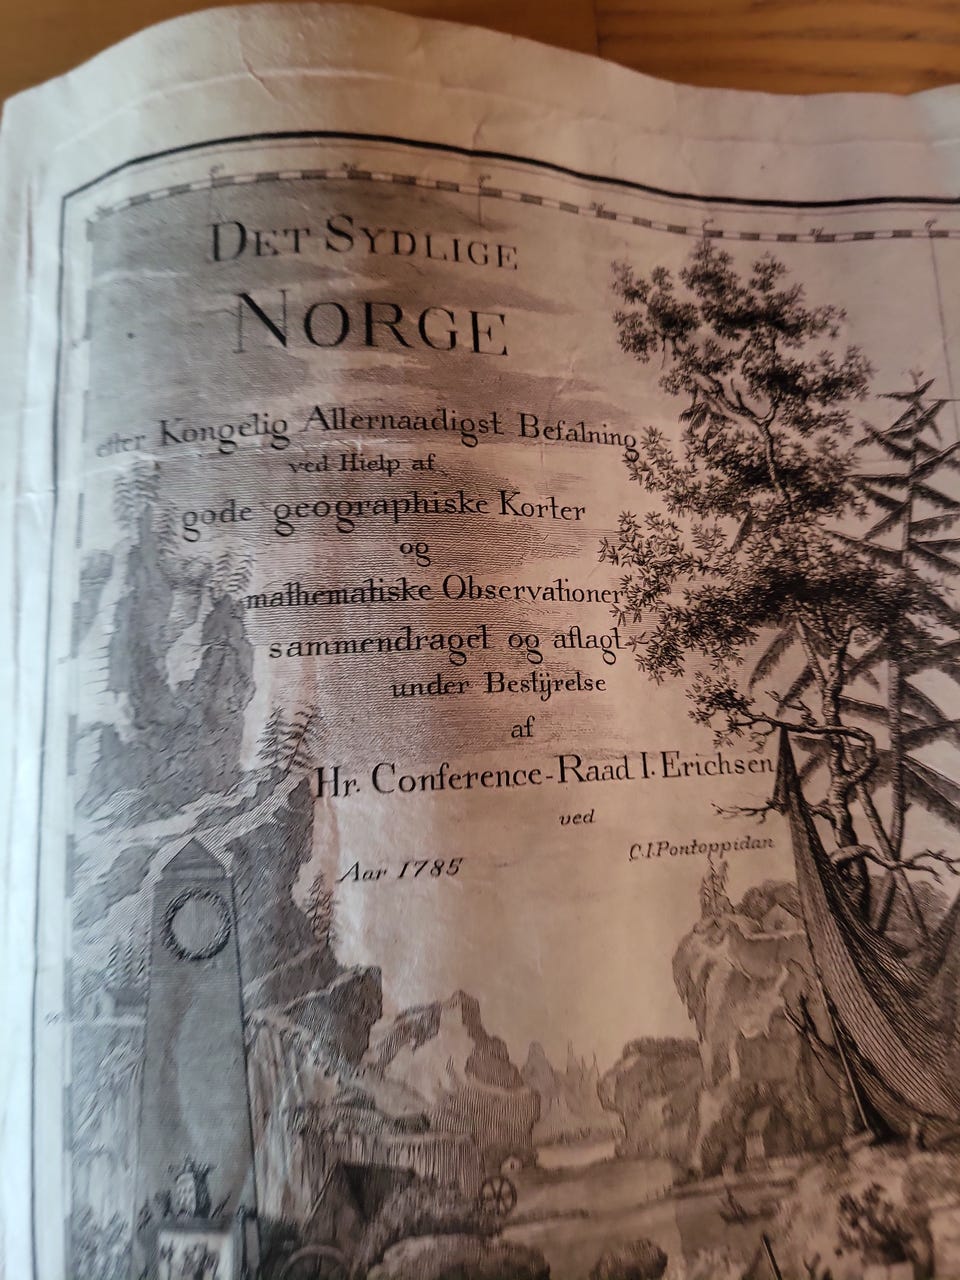 DET SYDLIGE
NORGE
efter Kongelig Allernaadigst Befalning
ved Hielp af
gode geographiske Korter
og
mathematiske Observationer
sammendraget og aflagt
under Bestÿrelse
af
Hr. Conference-Raad I. Erichsen
ved
C.I. Pontoppidan
Aar 1785